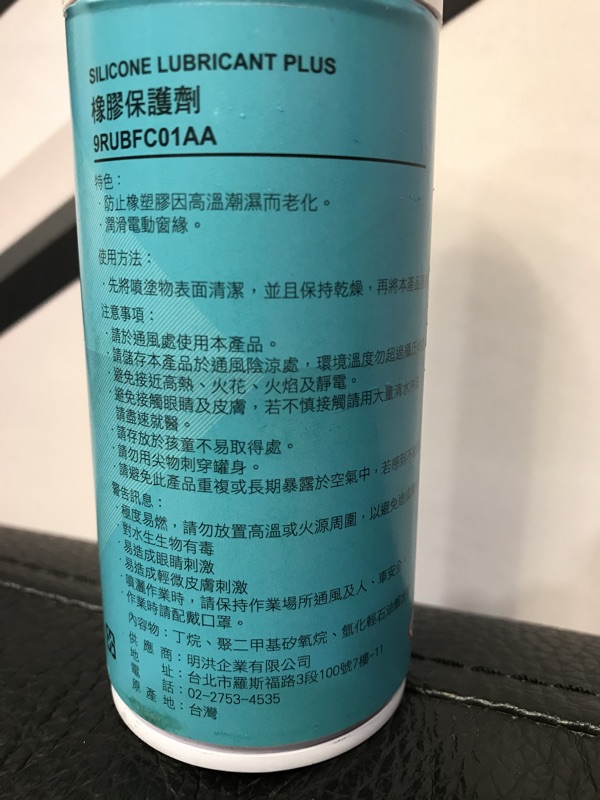 SILICONE LUBRICANT PLUS
橡膠保護劑
9RUBFC01AA
特色：
·防止橡塑膠因高溫潮濕而老化。
·潤滑電動窗緣。
使用方法：
·先將噴塗物表面清潔，並且保持乾燥，再將本產品
注意事項：
·請於通風處使用本產品。
·請儲存本產品於通風陰涼處，環境溫度勿超過攝氏
·避免接近高熱、火花、火焰及靜電。
·避免接觸眼睛及皮膚，若不慎接觸請用大量清水沖洗
請盡速就醫。
·請存放於孩童不易取得處。
·請勿用尖物刺穿罐身。
·請避免此產品重複或長期暴露於空氣中，若感到不
警告訊息：
·極度易燃，請勿放置高溫或火源周圍，以避免
·對水生生物有毒
·易造成眼睛刺激
·易造成輕微皮膚刺激
·噴灑作業時，請保持作業場所通風及人、車安全
·作業時請配戴口罩。
內容物：丁烷、聚二甲基矽氧烷、氫化輕石油
供應商：明洪企業有限公司
地址：台北市羅斯福路3段100號7樓-11
電話：02-2753-4535
原產地：台灣